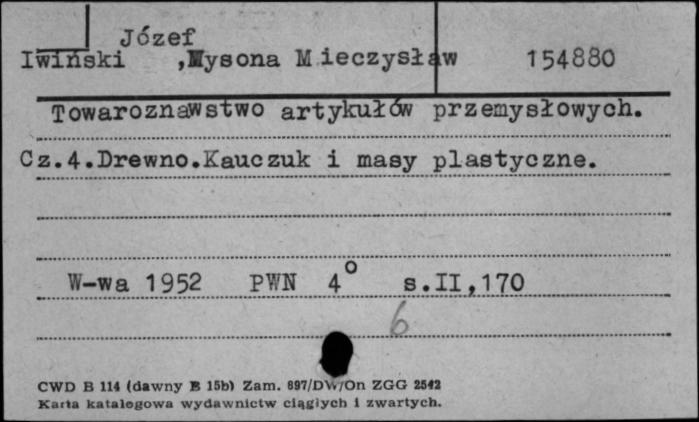 Józef
Iwiński ,Wysona Mieczysław 154880
Towaroznawstwo artykułów przemysłowych.
Cz.4.Drewno.Kauczuk i masy plastyczne.
W-wa 1952 PWN 4° s.II,170
6
CWD B 114 (dawny B 15b) Zam. 897/DW/On ZGG 2542
Karta katalogowa wydawnictw ciągłych i zwartych.